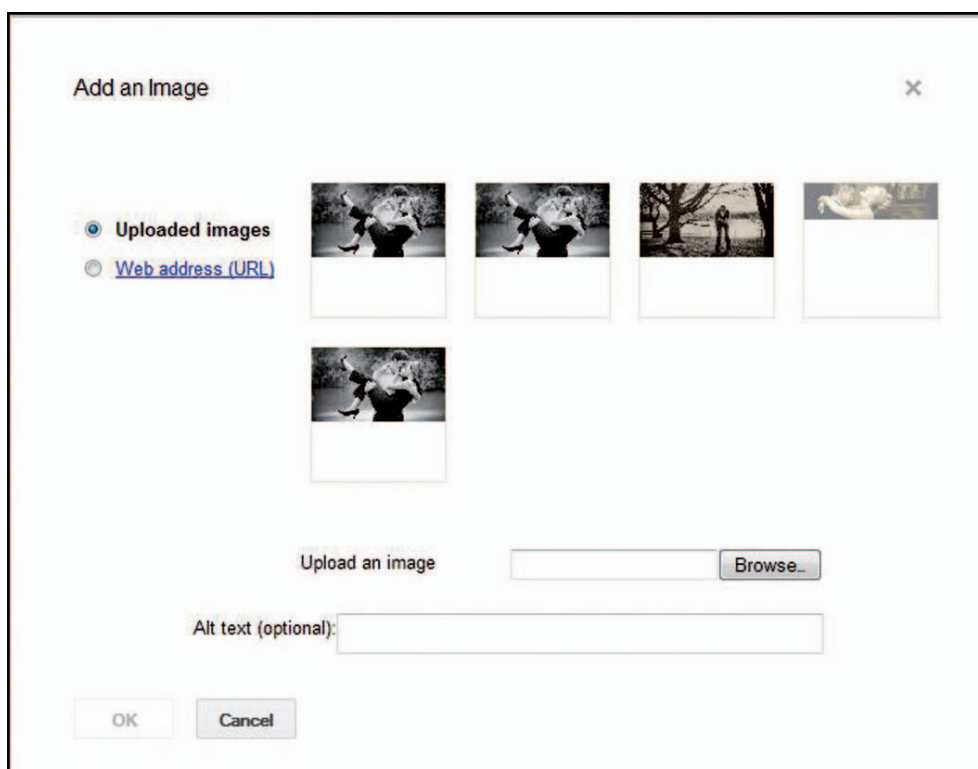 Add an Image
×
Uploaded images
Web address (URL)
Upload an image
Browse...
Alt text (optional):
OK
Cancel